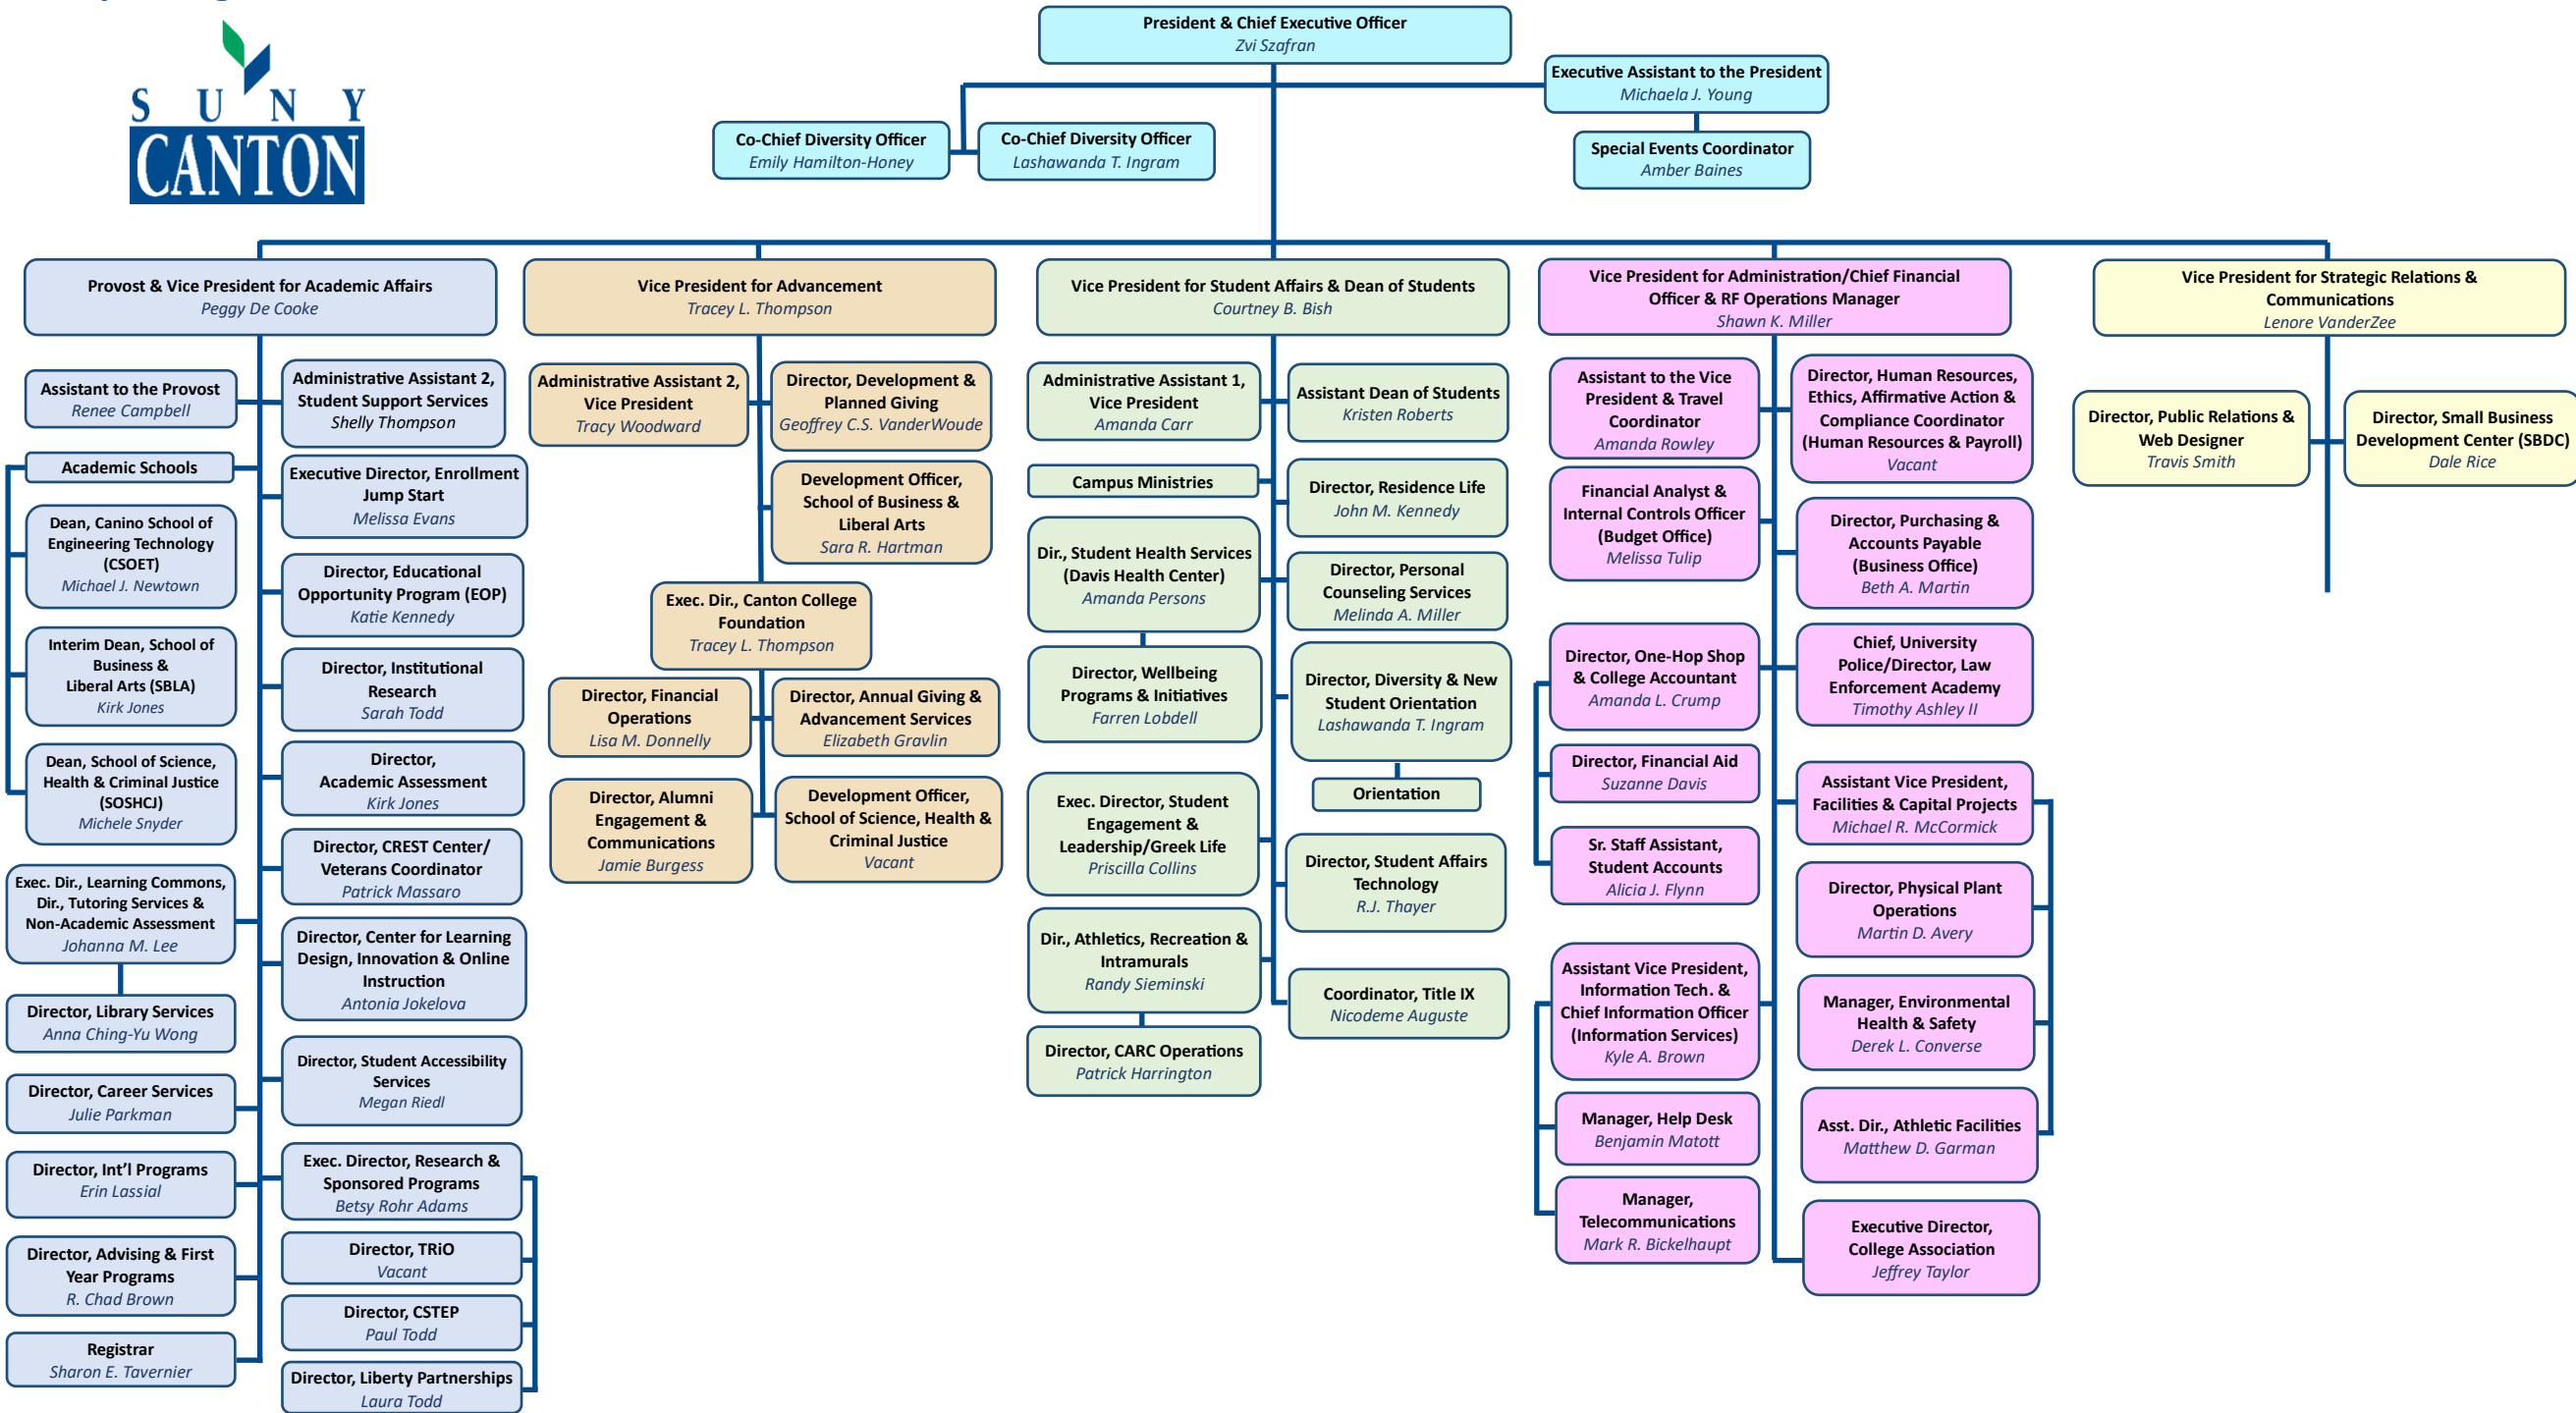 S U N Y
CANTON
President & Chief Executive Officer
Zvi Szafran
Executive Assistant to the President
Michaela J. Young
Co-Chief Diversity Officer
Emily Hamilton-Honey
Co-Chief Diversity Officer
Lashawanda T. Ingram
Special Events Coordinator
Amber Baines
Provost & Vice President for Academic Affairs
Peggy De Cooke
Assistant to the Provost
Renee Campbell
Administrative Assistant 2,
Student Support Services
Shelly Thompson
Academic Schools
Dean, Canino School of
Engineering Technology
(CSOET)
Michael J. Newtown
Interim Dean, School of
Business &
Liberal Arts (SBLA)
Kirk Jones
Dean, School of Science,
Health & Criminal Justice
(SOSHCJ)
Michele Snyder
Exec. Dir., Learning Commons,
Dir., Tutoring Services &
Non-Academic Assessment
Johanna M. Lee
Director, Library Services
Anna Ching-Yu Wong
Director, Career Services
Julie Parkman
Director, Int'l Programs
Erin Lassial
Director, Advising & First
Year Programs
R. Chad Brown
Registrar
Sharon E. Tavernier
Executive Director, Enrollment
Jump Start
Melissa Evans
Director, Educational
Opportunity Program (EOP)
Katie Kennedy
Director, Institutional
Research
Sarah Todd
Director,
Academic Assessment
Kirk Jones
Director, CREST Center/
Veterans Coordinator
Patrick Massaro
Director, Center for Learning
Design, Innovation & Online
Instruction
Antonia Jokelova
Director, Student Accessibility
Services
Megan Riedl
Exec. Director, Research &
Sponsored Programs
Betsy Rohr Adams
Director, TRiO
Vacant
Director, CSTEP
Paul Todd
Director, Liberty Partnerships
Laura Todd
Vice President for Advancement
Tracey L. Thompson
Administrative Assistant 2,
Vice President
Tracy Woodward
Director, Development &
Planned Giving
Geoffrey C.S. VanderWoude
Development Officer,
School of Business &
Liberal Arts
Sara R. Hartman
Exec. Dir., Canton College
Foundation
Tracey L. Thompson
Director, Financial
Operations
Lisa M. Donnelly
Director, Annual Giving &
Advancement Services
Elizabeth Gravlin
Director, Alumni
Engagement &
Communications
Jamie Burgess
Development Officer,
School of Science, Health &
Criminal Justice
Vacant
Vice President for Student Affairs & Dean of Students
Courtney B. Bish
Administrative Assistant 1,
Vice President
Amanda Carr
Assistant Dean of Students
Kristen Roberts
Campus Ministries
Director, Residence Life
John M. Kennedy
Dir., Student Health Services
(Davis Health Center)
Amanda Persons
Director, Personal
Counseling Services
Melinda A. Miller
Director, Wellbeing
Programs & Initiatives
Farren Lobdell
Director, Diversity & New
Student Orientation
Lashawanda T. Ingram
Orientation
Exec. Director, Student
Engagement &
Leadership/Greek Life
Priscilla Collins
Director, Student Affairs
Technology
R.J. Thayer
Dir., Athletics, Recreation &
Intramurals
Randy Sieminski
Coordinator, Title IX
Nicodeme Auguste
Director, CARC Operations
Patrick Harrington
Vice President for Administration/Chief Financial
Officer & RF Operations Manager
Shawn K. Miller
Assistant to the Vice
President & Travel
Coordinator
Amanda Rowley
Director, Human Resources,
Ethics, Affirmative Action &
Compliance Coordinator
(Human Resources & Payroll)
Vacant
Financial Analyst &
Internal Controls Officer
(Budget Office)
Melissa Tulip
Director, Purchasing &
Accounts Payable
(Business Office)
Beth A. Martin
Director, One-Hop Shop
& College Accountant
Amanda L. Crump
Chief, University
Police/Director, Law
Enforcement Academy
Timothy Ashley II
Director, Financial Aid
Suzanne Davis
Sr. Staff Assistant,
Student Accounts
Alicia J. Flynn
Assistant Vice President,
Facilities & Capital Projects
Michael R. McCormick
Director, Physical Plant
Operations
Martin D. Avery
Assistant Vice President,
Information Tech. &
Chief Information Officer
(Information Services)
Kyle A. Brown
Manager, Environmental
Health & Safety
Derek L. Converse
Manager, Help Desk
Benjamin Matott
Asst. Dir., Athletic Facilities
Matthew D. Garman
Manager,
Telecommunications
Mark R. Bickelhaupt
Executive Director,
College Association
Jeffrey Taylor
Vice President for Strategic Relations &
Communications
Lenore VanderZee
Director, Public Relations &
Web Designer
Travis Smith
Director, Small Business
Development Center (SBDC)
Dale Rice